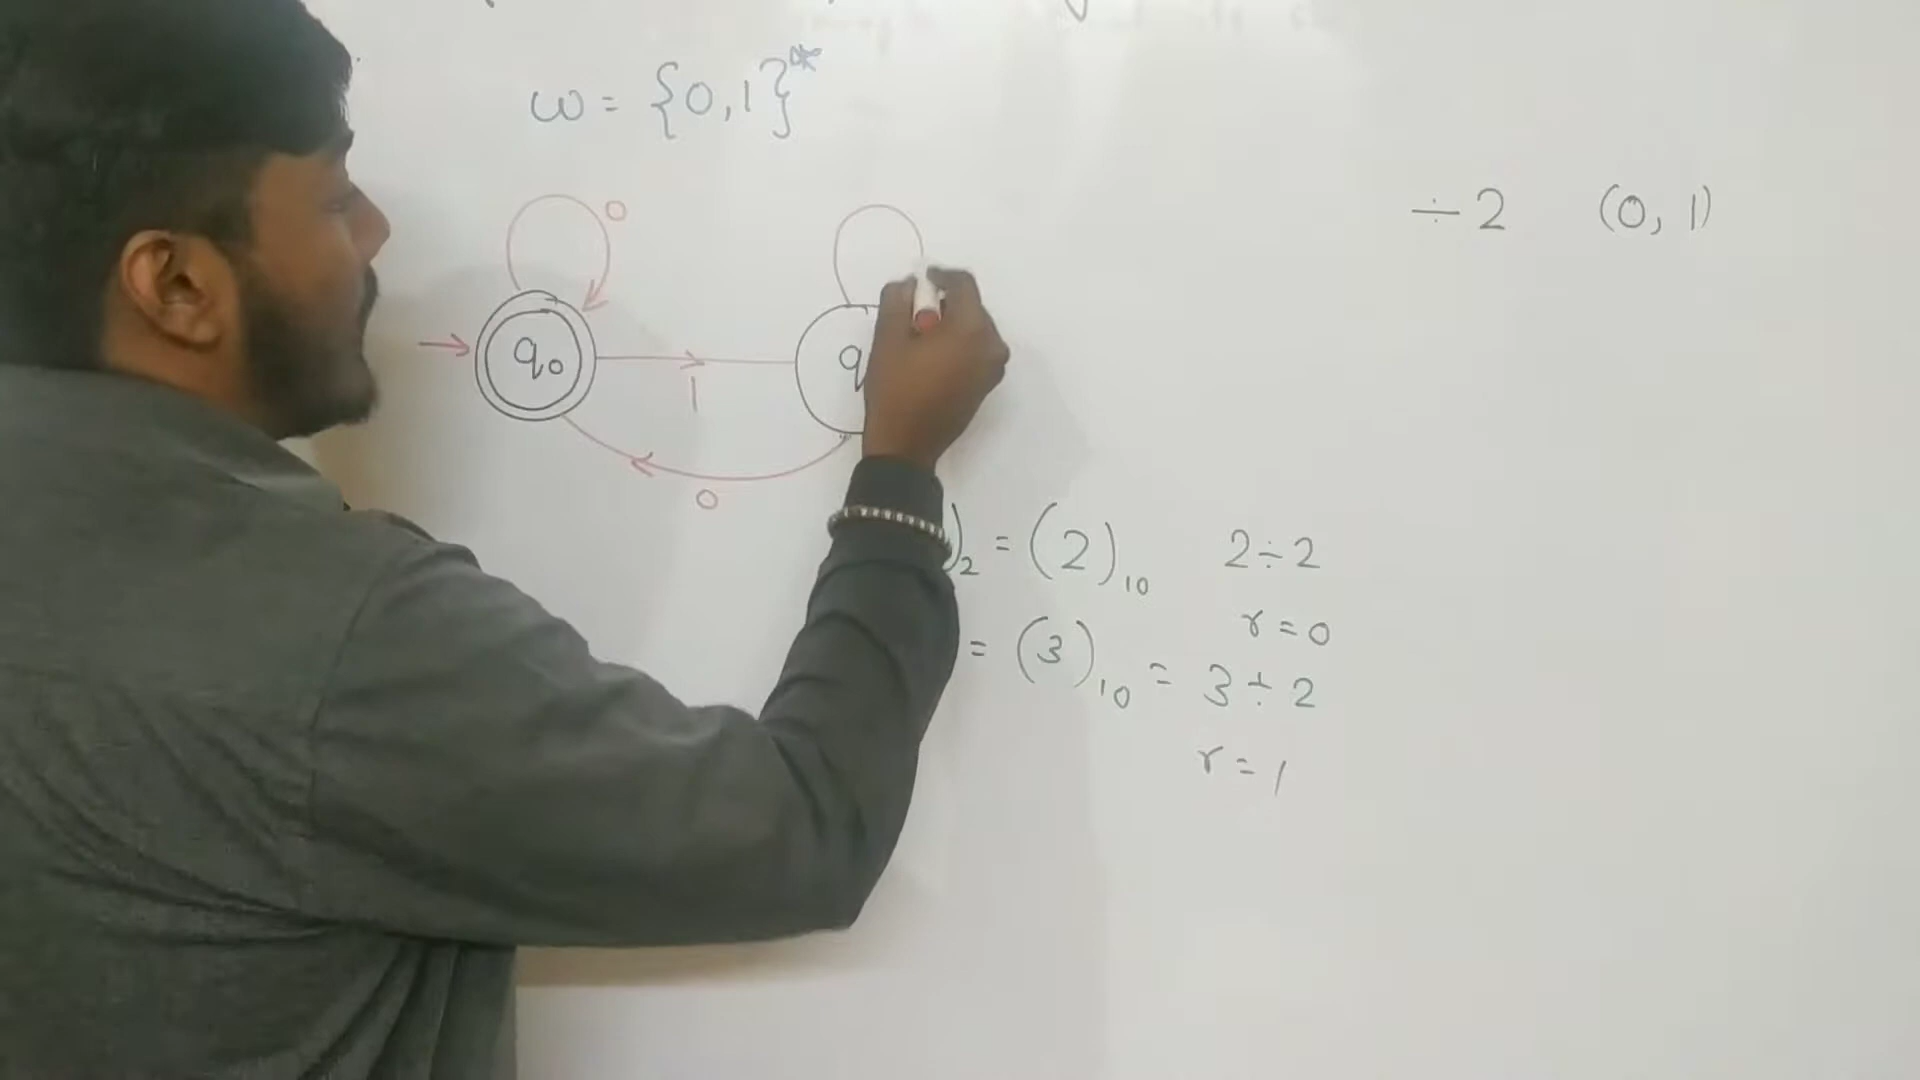 ω = {0,1}*
÷2 (0, 1)
0
q0
1
q
0
)2 = (2)10 2÷2
r = 0
= (3)10 = 3÷2
r = 1